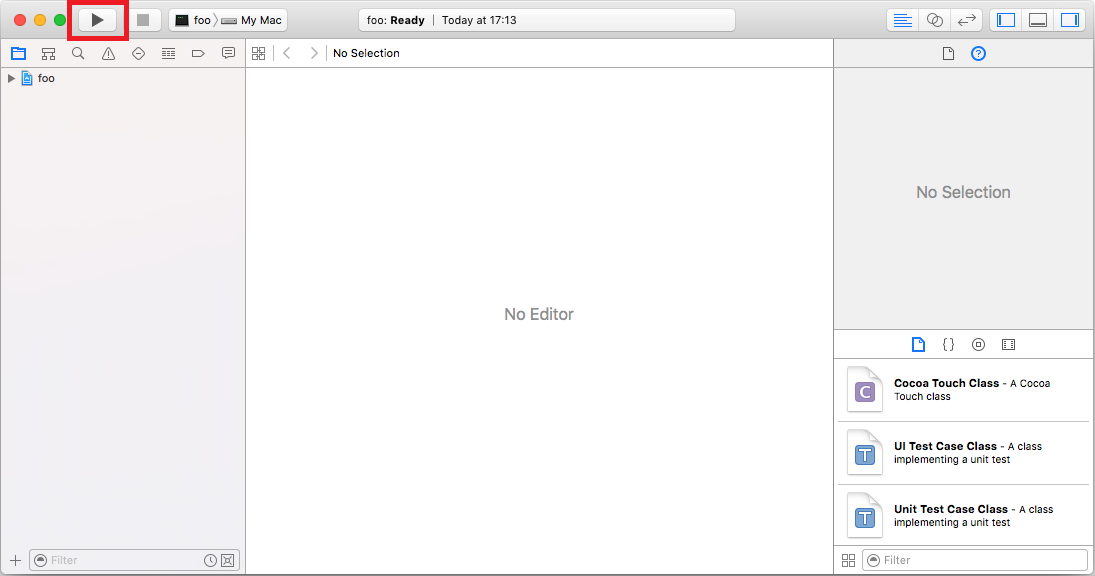 foo My Mac
foo: Ready | Today at 17:13
No Selection
foo
No Editor
No Selection
{}
C Cocoa Touch Class - A Cocoa
Touch class
T UI Test Case Class - A class
implementing a unit test
T Unit Test Case Class - A class
implementing a unit test
Filter
Filter